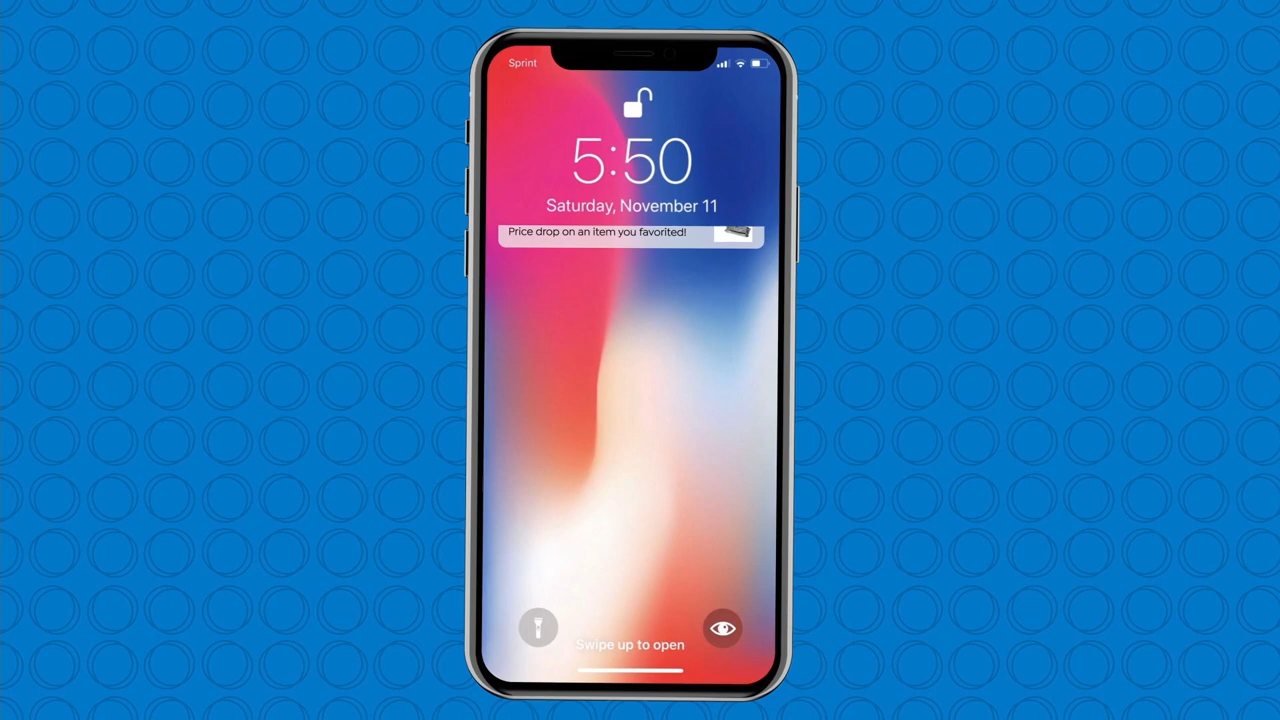 Sprint
5:50
Saturday, November 11
Price drop on an item you favorited!
Swipe up to open